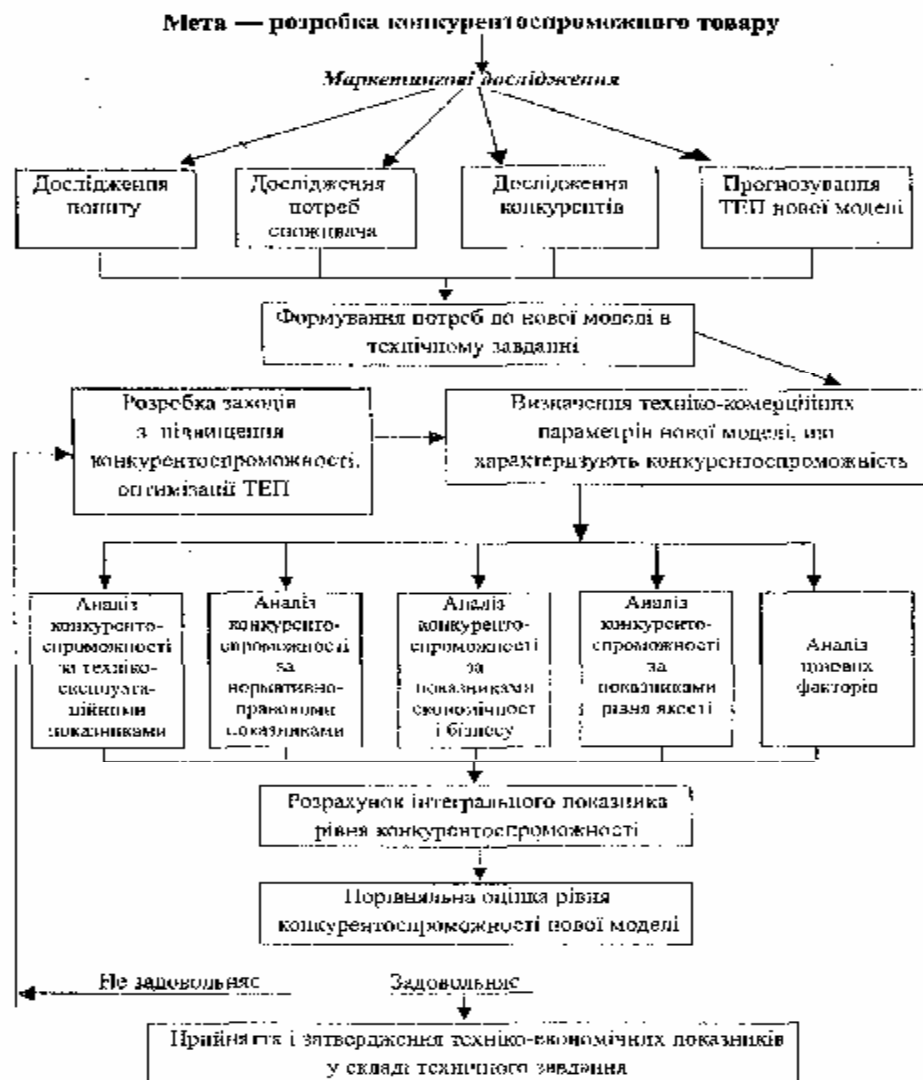 Мета — розробка конкурентоспроможного товару
Маркетингові дослідження
Дослідження
попиту
Дослідження
потреб
споживача
Дослідження
конкурентів
Прогнозування
ТЕП нової моделі
Формування потреб до нової моделі в
технічному завданні
Розробка заходів
з підвищення
конкурентоспроможності,
оптимізації ТЕП
Визначення техніко-комерційних
параметрів нової моделі, що
характеризують конкурентоспроможність
Аналіз
конкуренто-
спроможності
за техніко-
експлуата-
ційними
показниками
Аналіз
конкуренто-
спроможності
за
нормативно-
правовими
показниками
Аналіз
конкуренто-
спроможності
за
показниками
економічност
і бізнесу
Аналіз
конкуренто-
спроможності
за
показниками
рівня якості
Аналіз
цінових
факторів
Розрахунок інтегрального показника
рівня конкурентоспроможності
Порівняльна оцінка рівня
конкурентоспроможності нової моделі
Не задовольняє
Задовольняє
Прийняття і затвердження техніко-економічних показників
у складі технічного завдання